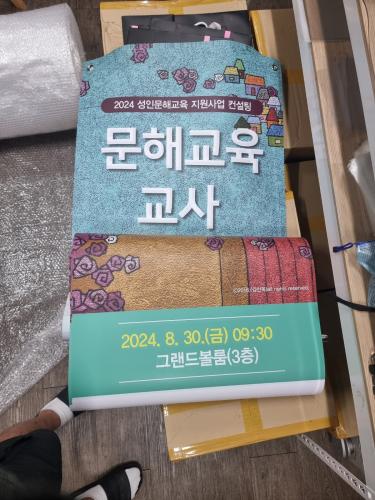 2024 성인문해교육 지원사업 컨설팅
문해교육
교사
2024. 8. 30.(금) 09:30
그랜드볼룸(3층)